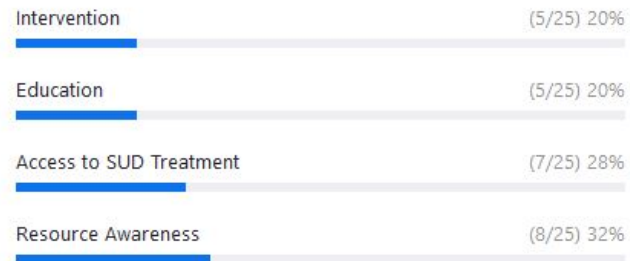 Intervention (5/25) 20%
Education (5/25) 20%
Access to SUD Treatment (7/25) 28%
Resource Awareness (8/25) 32%